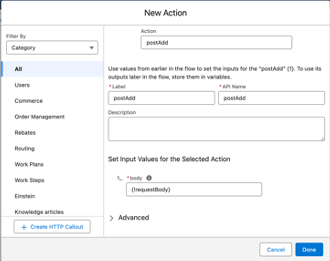 New Action
Filter By
Category
All
Users
Commerce
Order Management
Rebates
Routing
Work Plans
Work Steps
Einstein
Knowledge articles
+ Create HTTP Callout
Action
postAdd
Use values from earlier in the flow to set the inputs for the "postAdd" (1). To use its
outputs later in the flow, store them in variables.
* Label
postAdd
* API Name
postAdd
Description
Set Input Values for the Selected Action
* body
{!requestBody}
Advanced
Cancel
Done